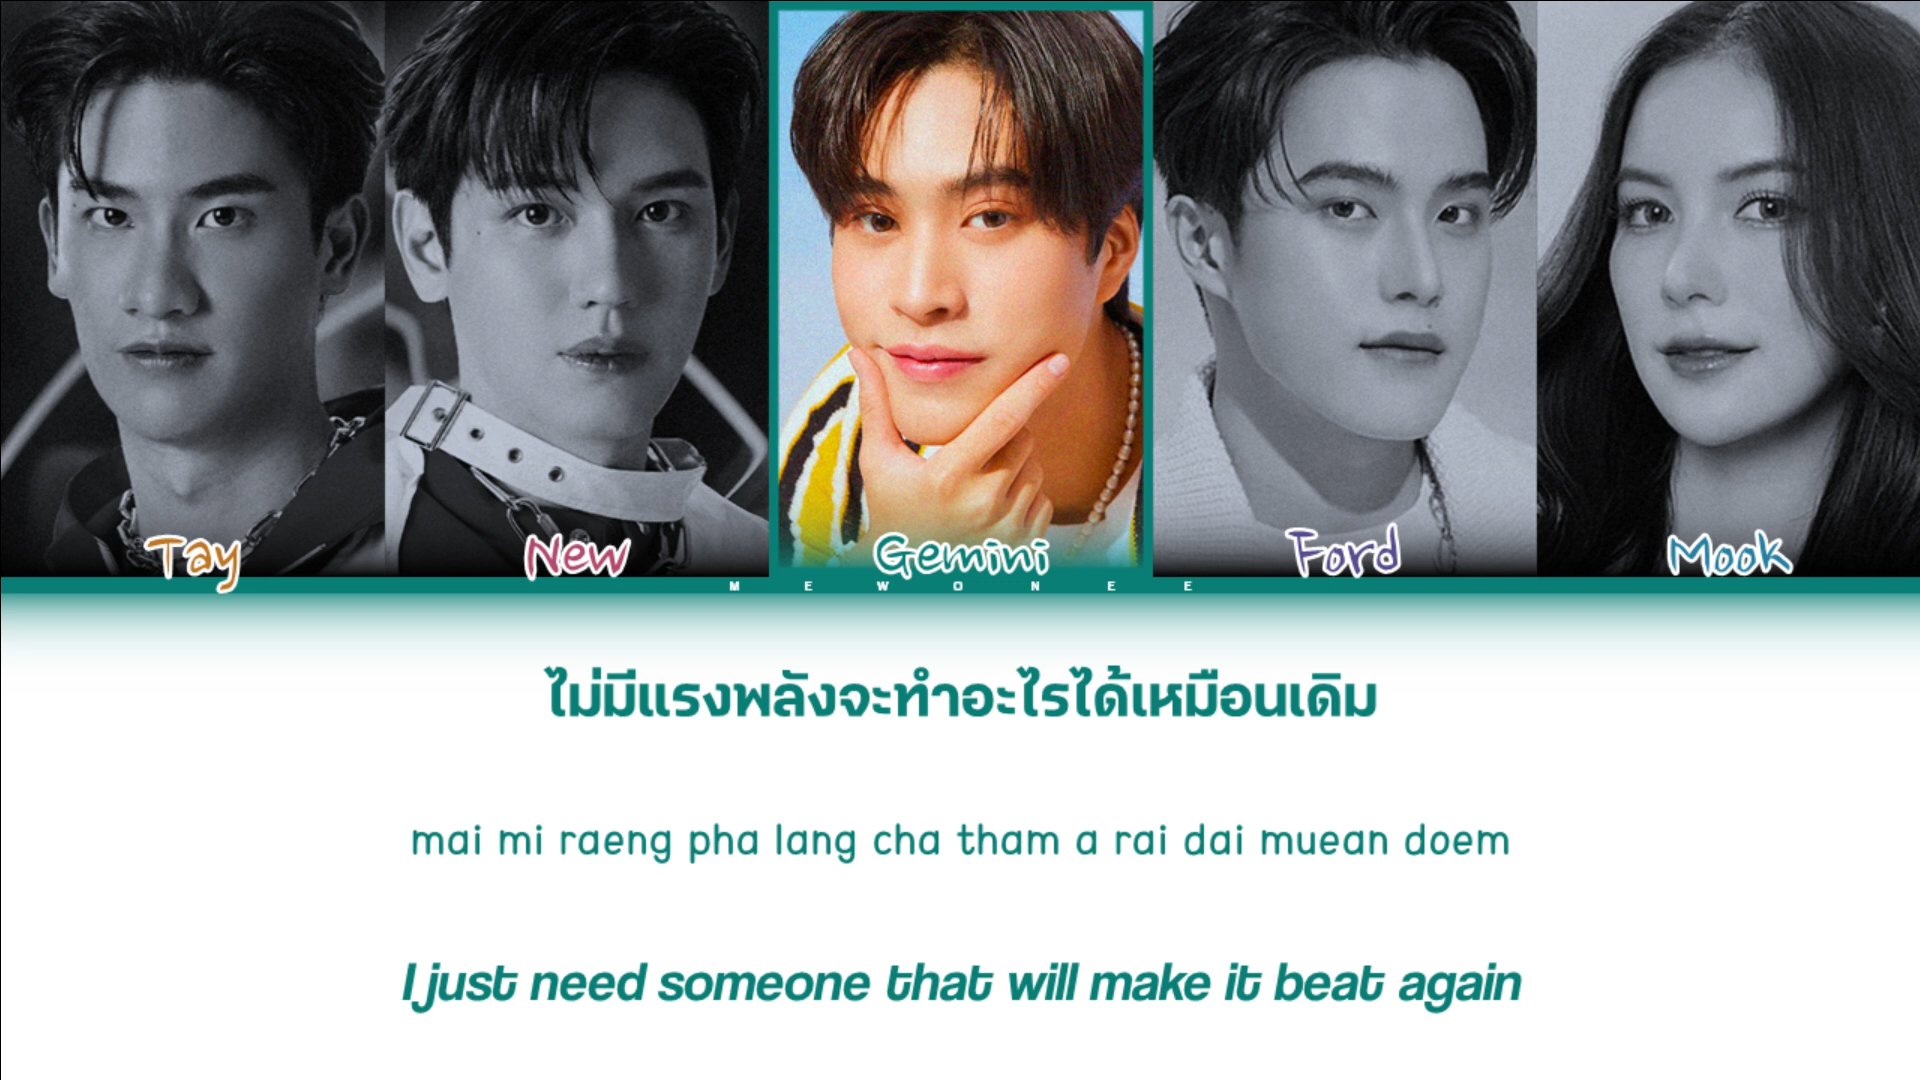 Tay New Gemini Ford Mook
MEWONEE
ไม่มีแรงพลังจะทำอะไรได้เหมือนเดิม
mai mi raeng pha lang cha tham a rai dai muean doem
I just need someone that will make it beat again